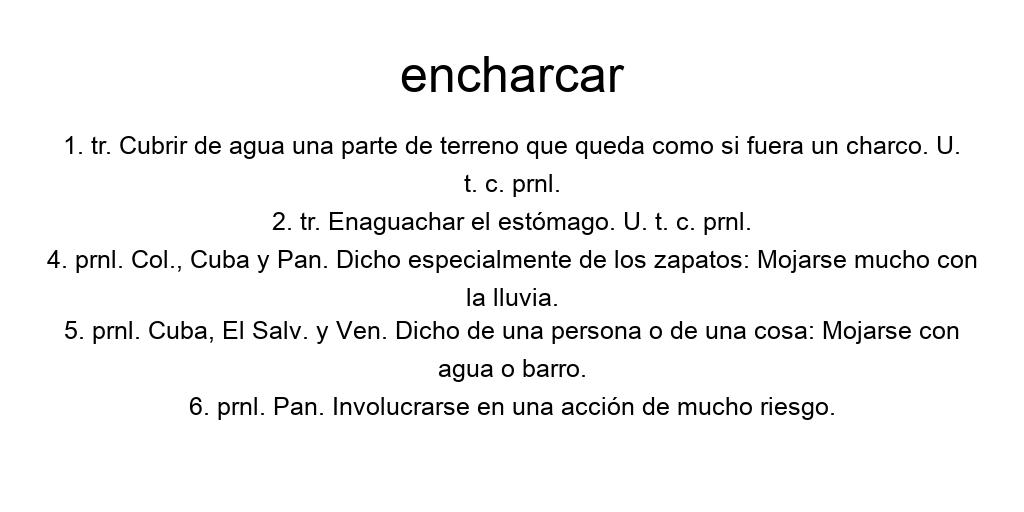 encharcar
1. tr. Cubrir de agua una parte de terreno que queda como si fuera un charco. U.
t. c. prnl.
2. tr. Enaguachar el estómago. U. t. c. prnl.
4. prnl. Col., Cuba y Pan. Dicho especialmente de los zapatos: Mojarse mucho con
la lluvia.
5. prnl. Cuba, El Salv. y Ven. Dicho de una persona o de una cosa: Mojarse con
agua o barro.
6. prnl. Pan. Involucrarse en una acción de mucho riesgo.